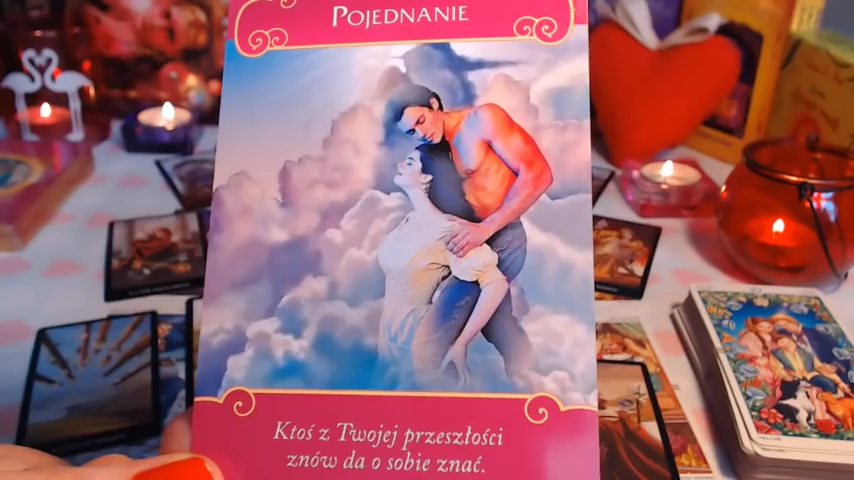 POJEDNANIE
Ktoś z Twojej przeszłości
znów da o sobie znać.